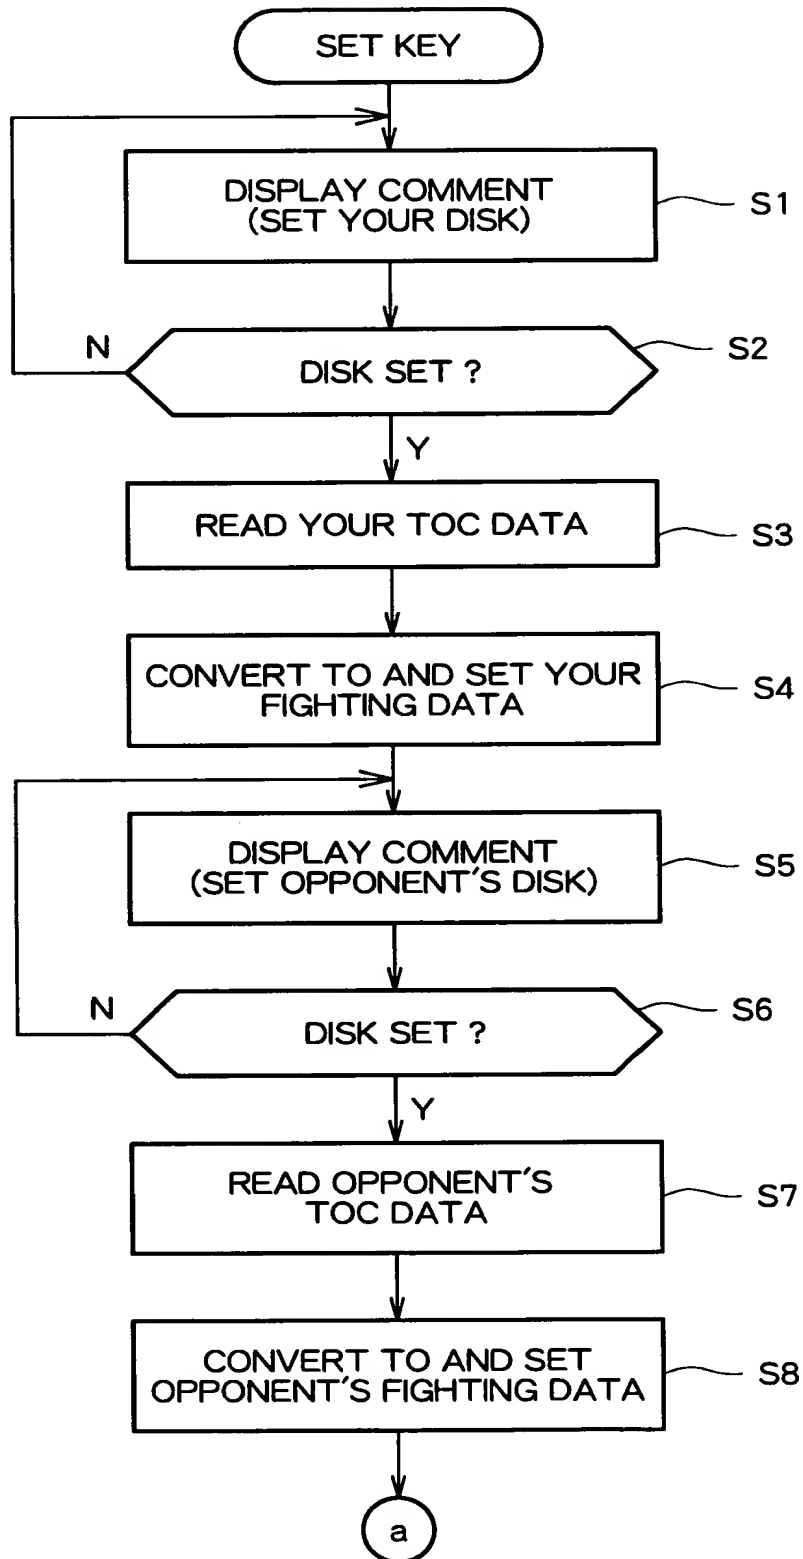 SET KEY
DISPLAY COMMENT
(SET YOUR DISK)
S1
N
DISK SET ?
S2
Y
READ YOUR TOC DATA
S3
CONVERT TO AND SET YOUR
FIGHTING DATA
S4
DISPLAY COMMENT
(SET OPPONENT'S DISK)
S5
N
DISK SET ?
S6
Y
READ OPPONENT'S
TOC DATA
S7
CONVERT TO AND SET
OPPONENT'S FIGHTING DATA
S8
a